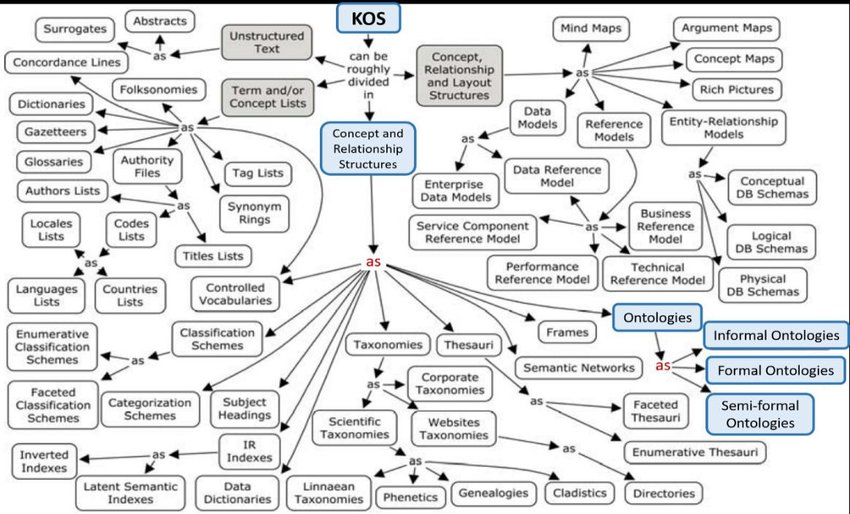 KOS
Abstracts
Surrogates
as
Unstructured
Text
can be
roughly
divided
in
Concept,
Relationship
and Layout
Structures
Mind Maps
Argument Maps
as
Concept Maps
Rich Pictures
Concordance Lines
Folksonomies
Term and/or
Concept Lists
Dictionaries
Gazetteers
as
Glossaries
Authority
Files
Tag Lists
Synonym
Rings
Authors Lists
as
Locales
Lists
Codes
Lists
Titles Lists
as
Languages
Lists
Countries
Lists
Controlled
Vocabularies
Concept and
Relationship
Structures
Data
Models
Reference
Models
Entity-Relationship
Models
as
Enterprise
Data Models
Data Reference
Model
as
Conceptual
DB Schemas
Service Component
Reference Model
as
Business
Reference
Model
Logical
DB Schemas
Performance
Reference Model
Technical
Reference Model
Physical
DB Schemas
as
Enumerative
Classification
Schemes
Classification
Schemes
as
Faceted
Classification
Schemes
Categorization
Schemes
Subject
Headings
Taxonomies
Thesauri
Frames
Ontologies
Semantic Networks
as
Informal Ontologies
Formal Ontologies
Semi-formal
Ontologies
as
Corporate
Taxonomies
Scientific
Taxonomies
Websites
Taxonomies
as
Faceted
Thesauri
Enumerative Thesauri
as
Directories
IR
Indexes
as
Inverted
Indexes
Latent Semantic
Indexes
Data
Dictionaries
as
Linnaean
Taxonomies
Phenetics
Genealogies
Cladistics